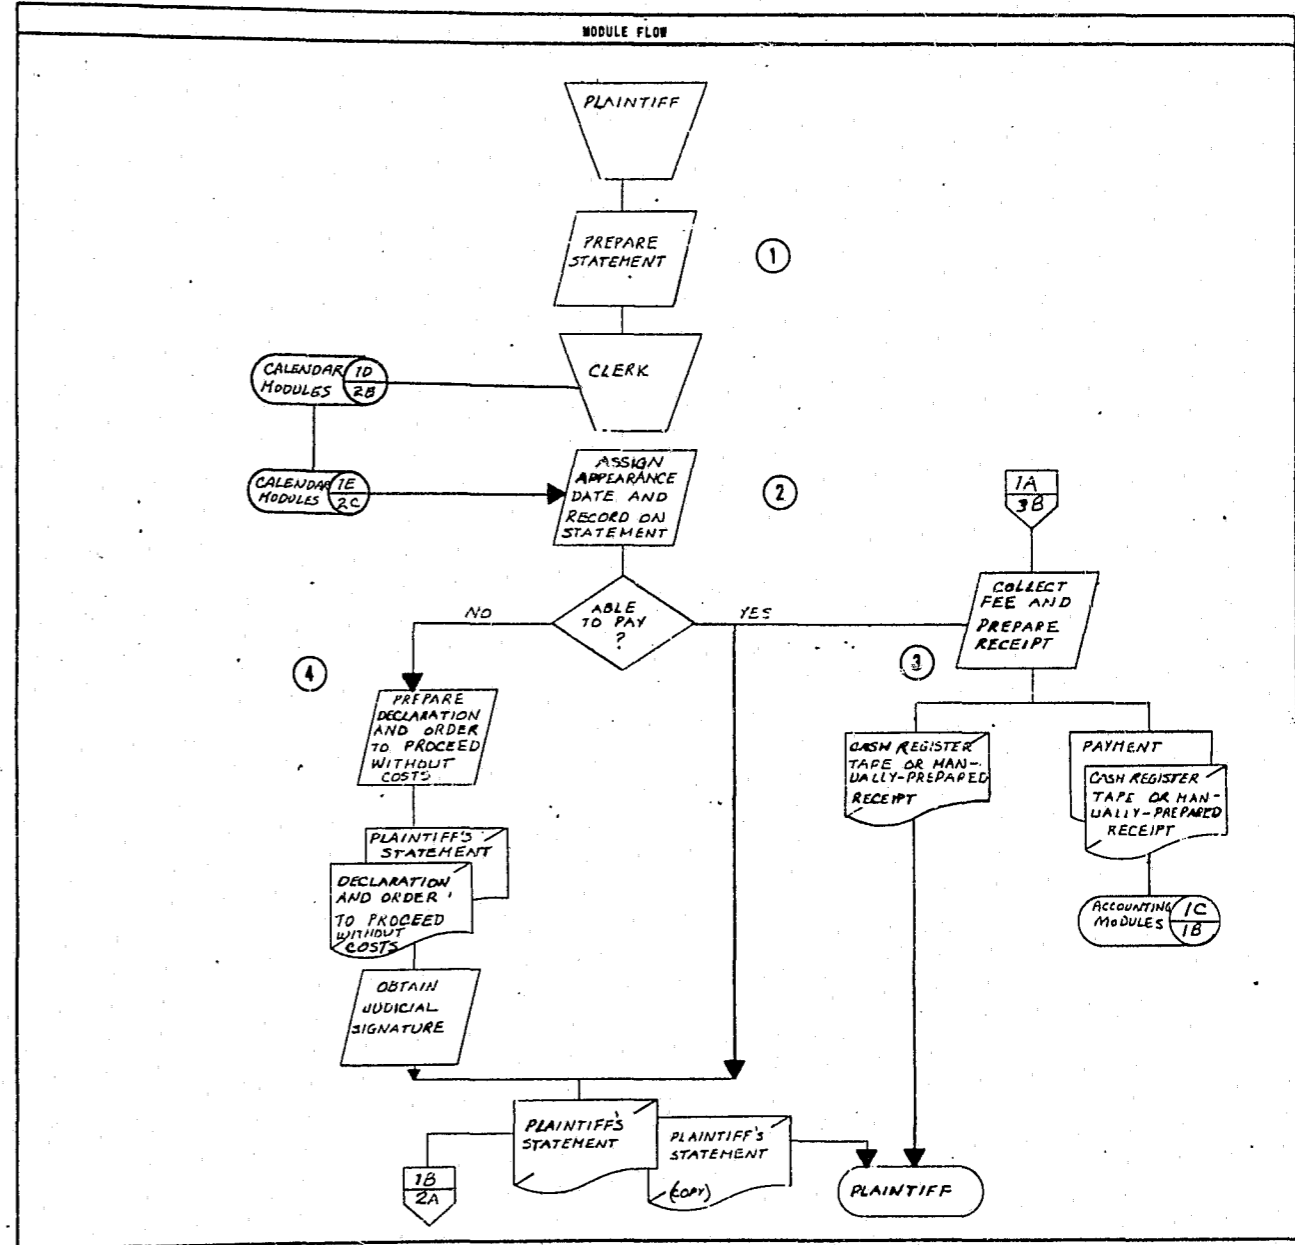 MODULE FLOW
PLAINTIFF
PREPARE
STATEMENT
1
CLERK
CALENDAR
MODULES
1D
2B
CALENDAR
MODULES
1E
2C
ASSIGN
APPEARANCE
DATE AND
RECORD ON
STATEMENT
2
1A
3B
ABLE
TO PAY
?
NO
YES
COLLECT
FEE AND
PREPARE
RECEIPT
3
4
PREPARE
DECLARATION
AND ORDER
TO PROCEED
WITHOUT
COSTS
CASH REGISTER
TAPE OR MAN-
UALLY-PREPARED
RECEIPT
PAYMENT
CASH REGISTER
TAPE OR MAN-
UALLY-PREPARED
RECEIPT
PLAINTIFF'S
STATEMENT
DECLARATION
AND ORDER
TO PROCEED
WITHOUT
COSTS
ACCOUNTING
MODULES
1C
1B
OBTAIN
JUDICIAL
SIGNATURE
PLAINTIFF'S
STATEMENT
PLAINTIFF'S
STATEMENT
(COPY)
1B
2A
PLAINTIFF